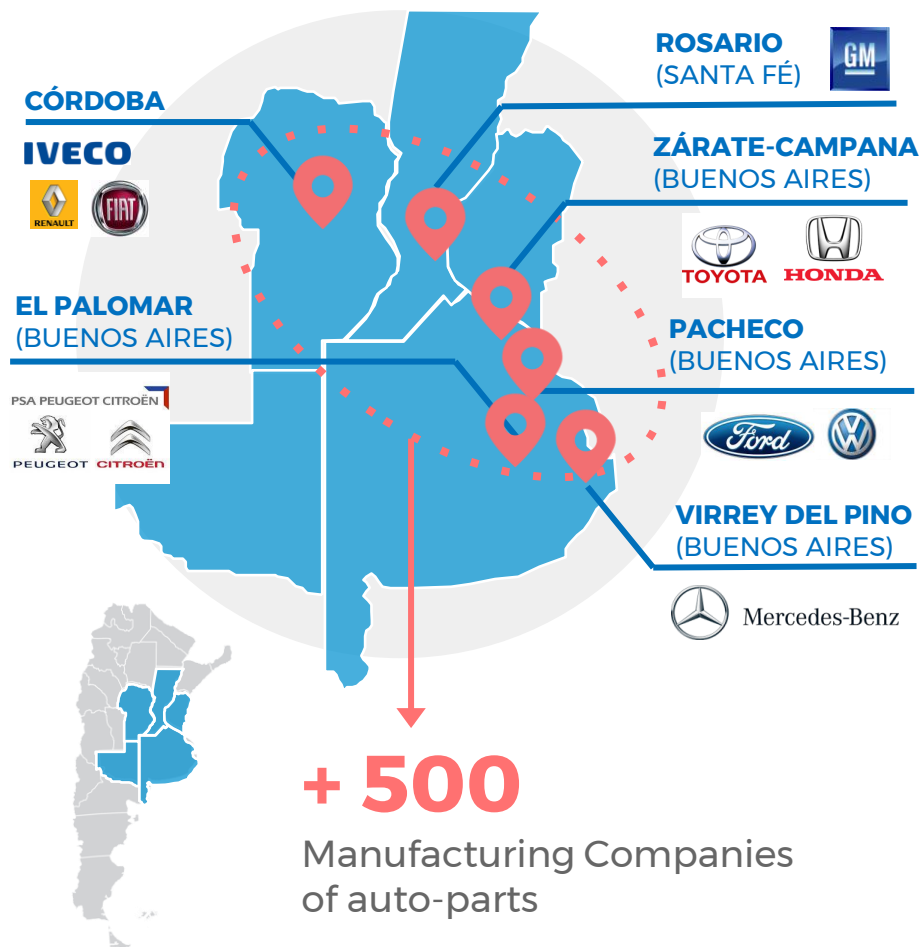 ROSARIO
(SANTA FÉ)
GM
CÓRDOBA
IVECO
RENAULT
FIAT
ZÁRATE-CAMPANA
(BUENOS AIRES)
TOYOTA
HONDA
EL PALOMAR
(BUENOS AIRES)
PSA PEUGEOT CITROËN
PEUGEOT
CITROËN
PACHECO
(BUENOS AIRES)
Ford
VW
VIRREY DEL PINO
(BUENOS AIRES)
Mercedes-Benz
+ 500
Manufacturing Companies
of auto-parts